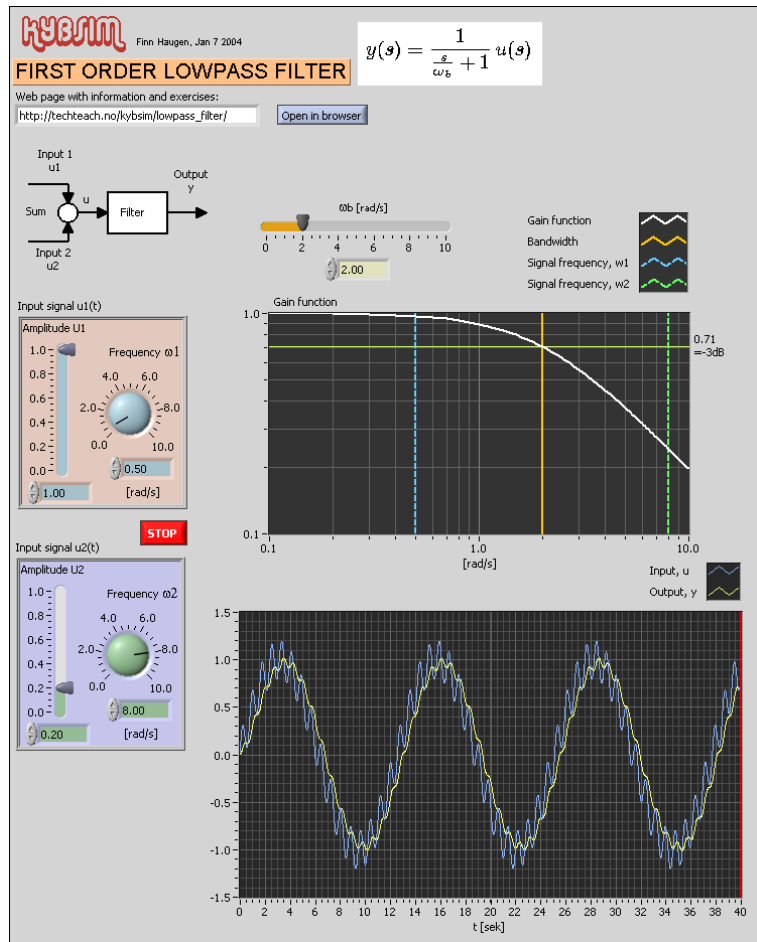 KYBSIM
Finn Haugen, Jan 7 2004
y(s) = 1 / (s/ωb + 1) u(s)
FIRST ORDER LOWPASS FILTER
Web page with information and exercises:
http://techteach.no/kybsim/lowpass_filter/
Open in browser
Input 1
u1
Output
y
u
Sum
Filter
Input 2
u2
ωb [rad/s]
0 2 4 6 8 10
2.00
Gain function
Bandwidth
Signal frequency, w1
Signal frequency, w2
Input signal u1(t)
Amplitude U1
1.0
0.8
0.6
0.4
0.2
0.0
1.00
Frequency ω1
4.0 6.0
2.0 8.0
0.0 10.0
0.50
[rad/s]
Gain function
1.0
0.1
0.71
=-3dB
0.1 1.0 10.0
[rad/s]
STOP
Input signal u2(t)
Amplitude U2
1.0
0.8
0.6
0.4
0.2
0.0
0.20
Frequency ω2
4.0 6.0
2.0 8.0
0.0 10.0
8.00
[rad/s]
Input, u
Output, y
1.5
1.0
0.5
0.0
-0.5
-1.0
-1.5
0 2 4 6 8 10 12 14 16 18 20 22 24 26 28 30 32 34 36 38 40
t [sek]